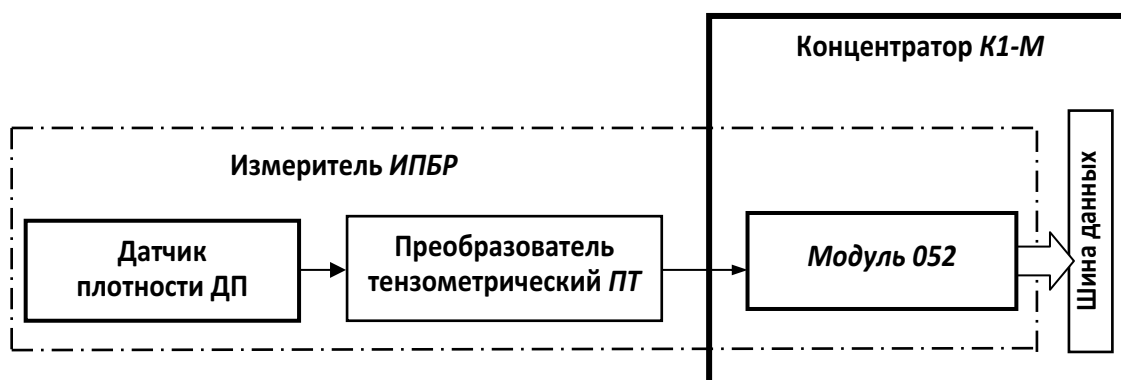 Концентратор К1-М
Измеритель ИПБР
Датчик
плотности ДП
Преобразователь
тензометрический ПТ
Модуль 052
Шина данных